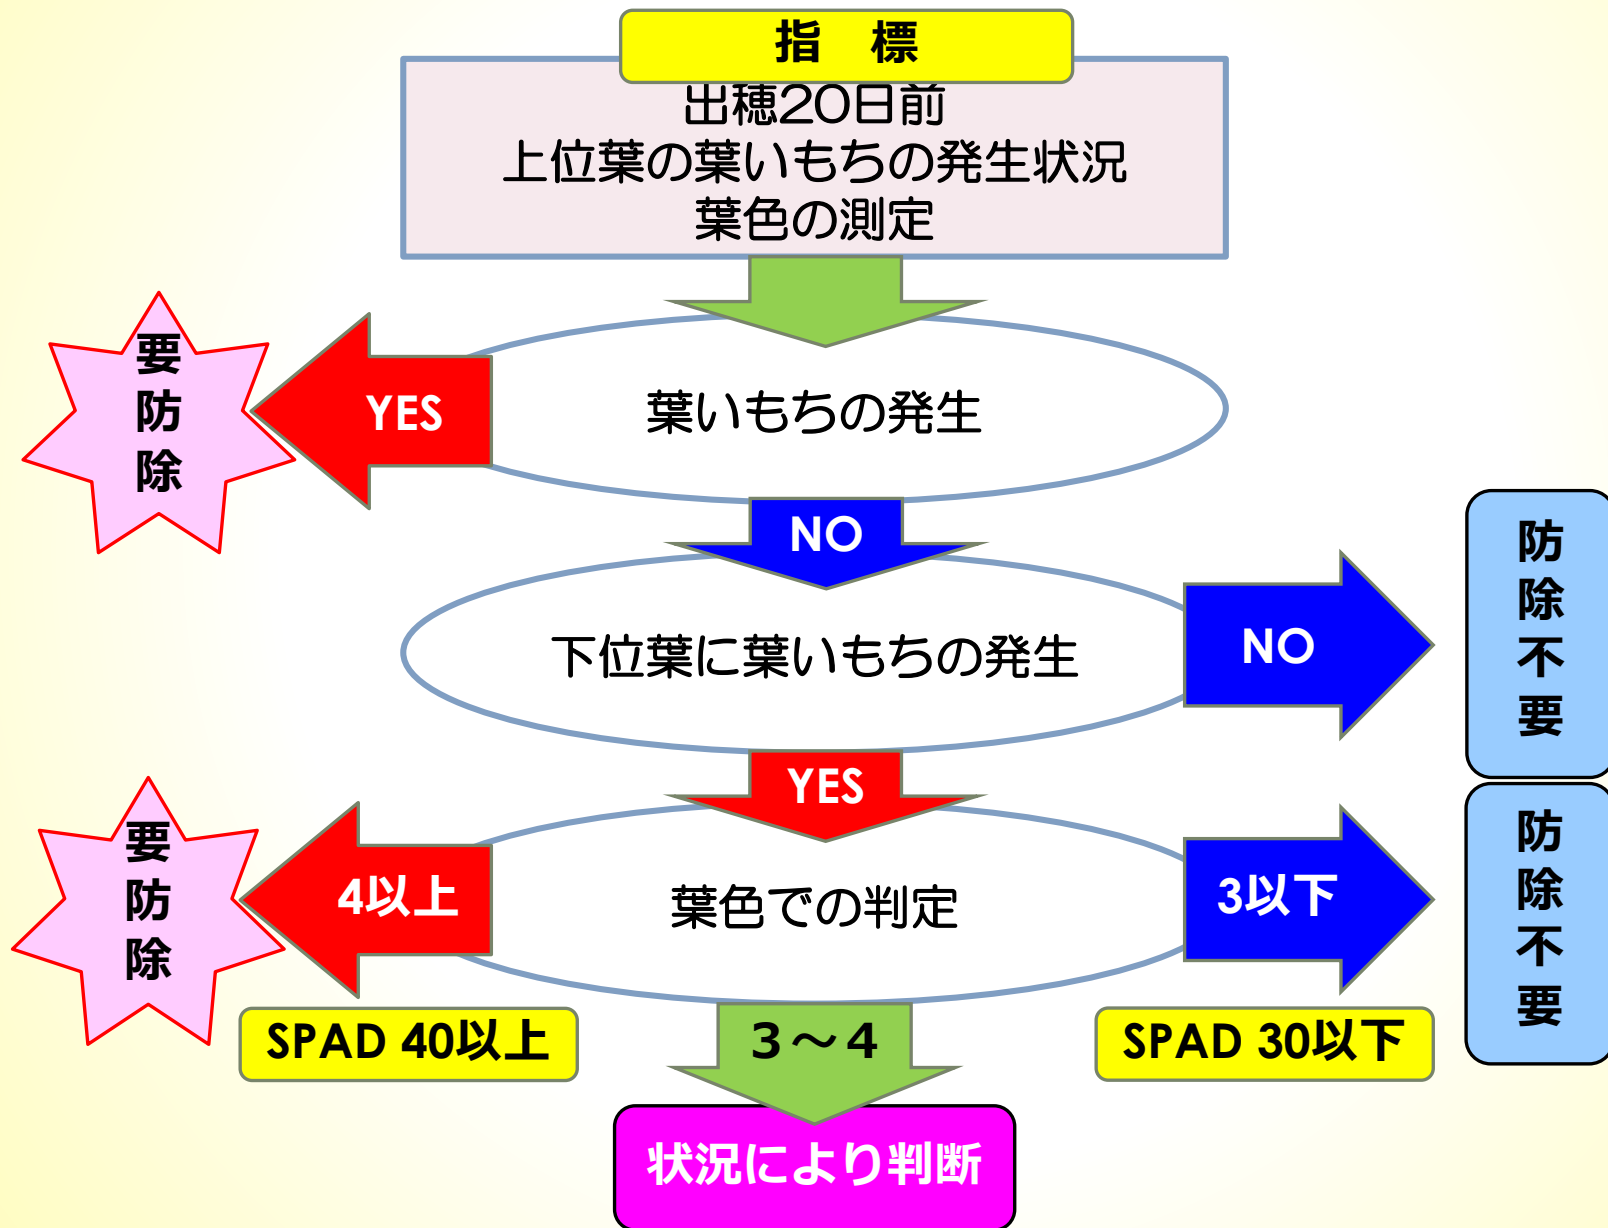 指　標
出穂20日前
上位葉の葉いもちの発生状況
葉色の測定
要防除
YES
葉いもちの発生
NO
下位葉に葉いもちの発生
NO
防除不要
YES
要防除
4以上
葉色での判定
3以下
防除不要
SPAD 40以上
３～４
SPAD 30以下
状況により判断